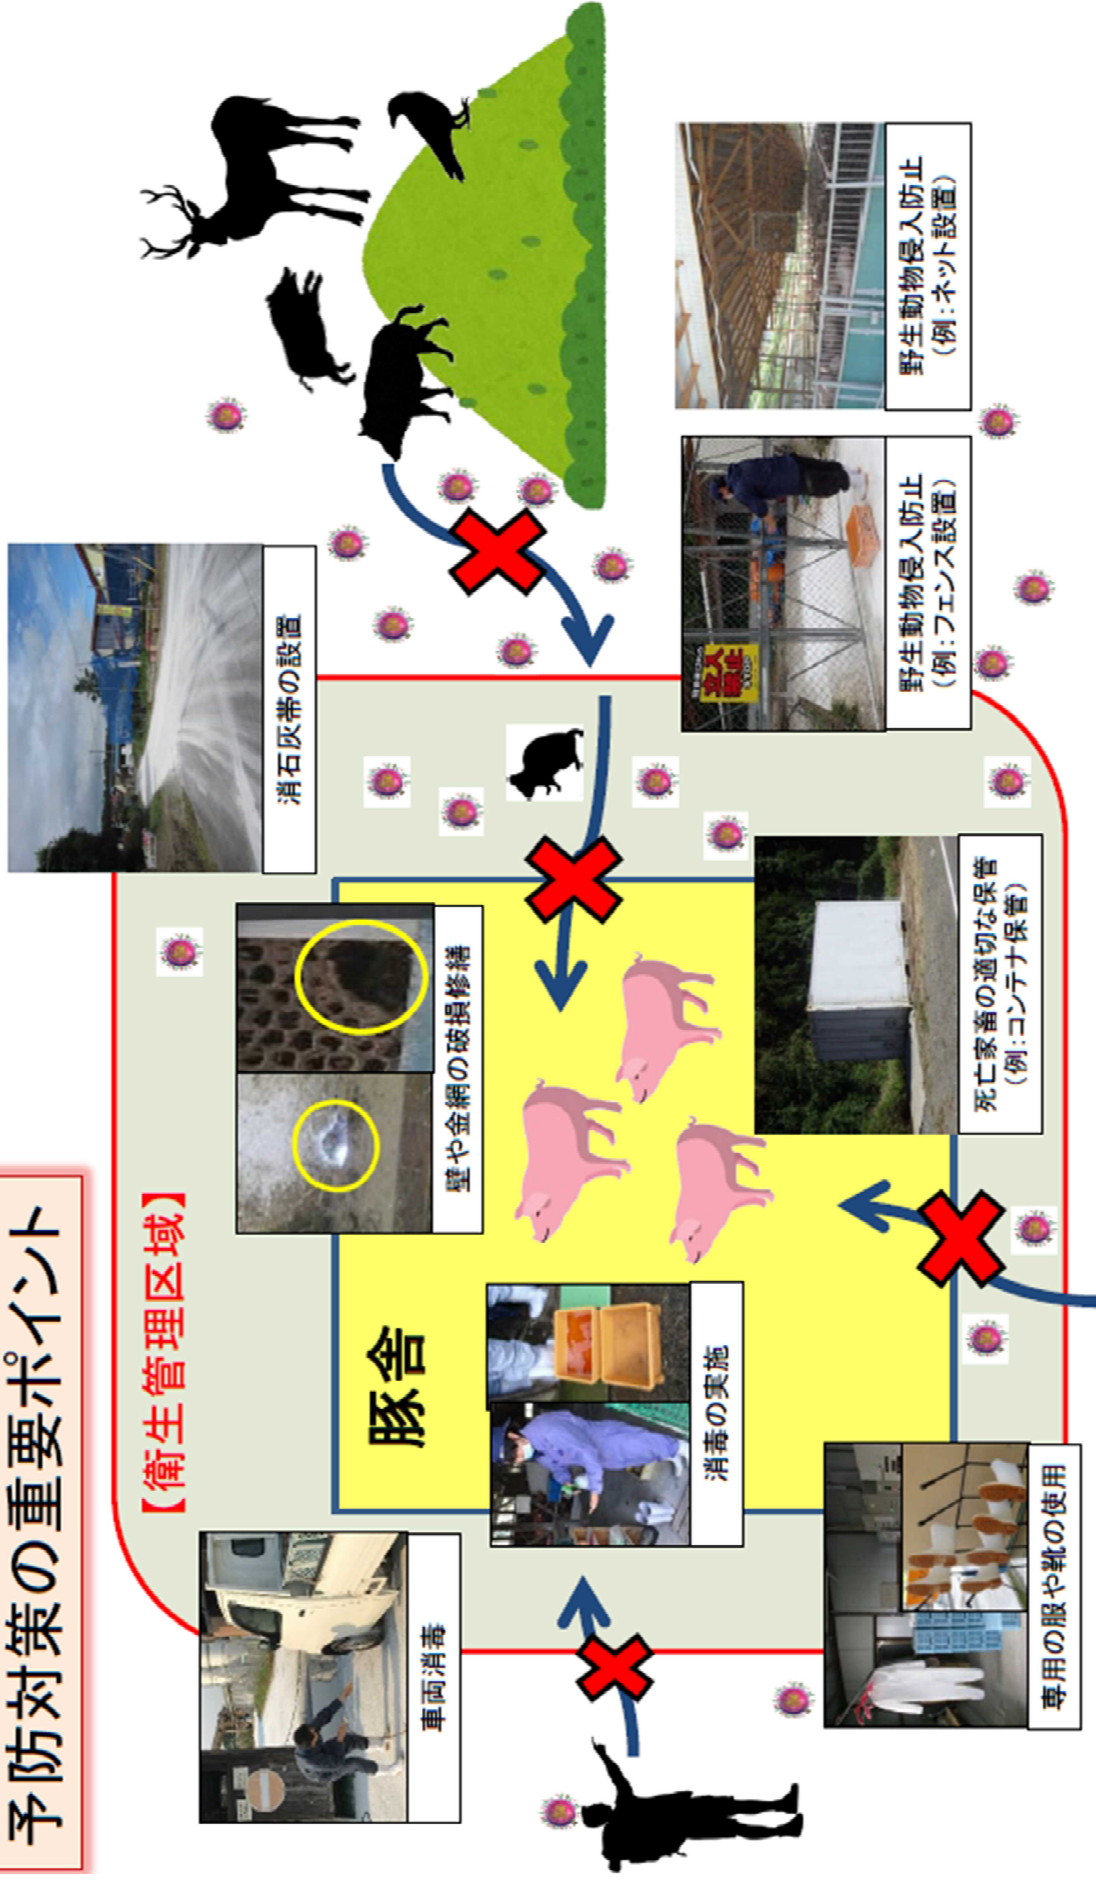 予防対策の重要ポイント
【衛生管理区域】
消石灰帯の設置
車両消毒
豚舎
壁や金網の破損修繕
消毒の実施
野生動物侵入防止
（例：フェンス設置）
立入
禁止
野生動物侵入防止
（例：ネット設置）
専用の服や靴の使用
死亡家畜の適切な保管
（例：コンテナ保管）